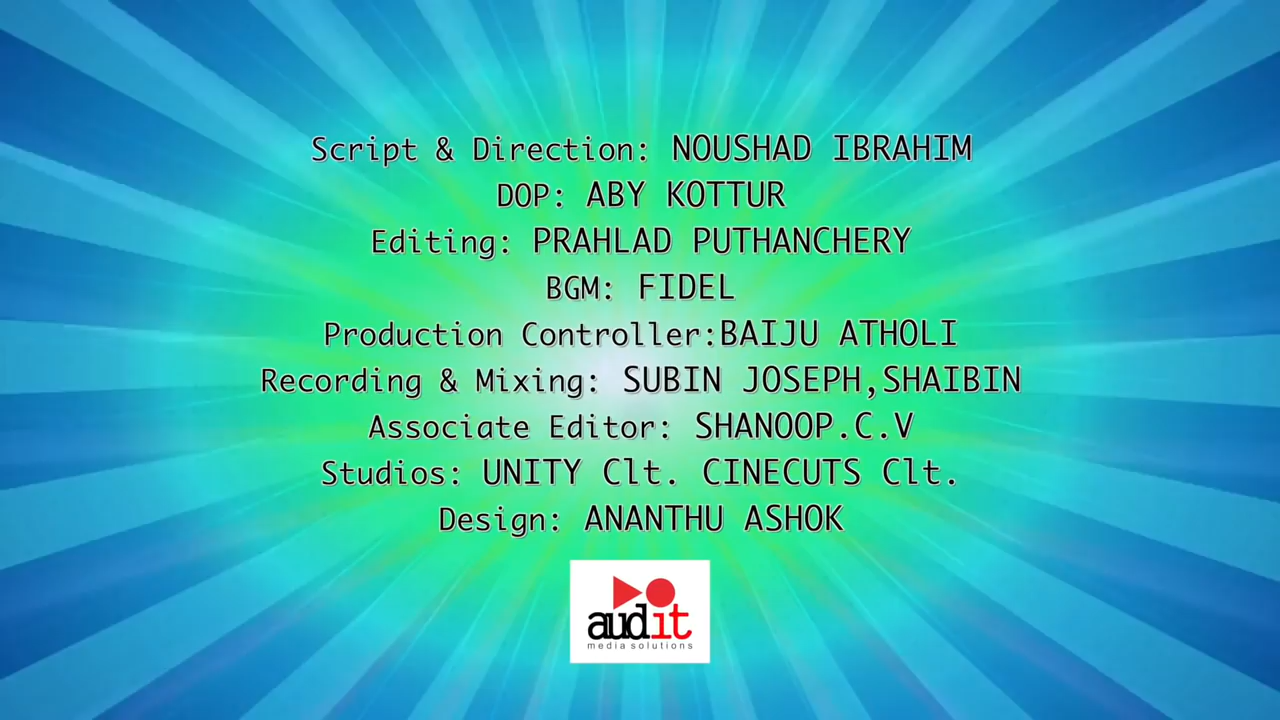 Script & Direction: NOUSHAD IBRAHIM
DOP: ABY KOTTUR
Editing: PRAHLAD PUTHANCHERY
BGM: FIDEL
Production Controller:BAIJU ATHOLI
Recording & Mixing: SUBIN JOSEPH,SHAIBIN
Associate Editor: SHANOOP.C.V
Studios: UNITY Clt. CINECUTS Clt.
Design: ANANTHU ASHOK
audit
media solutions